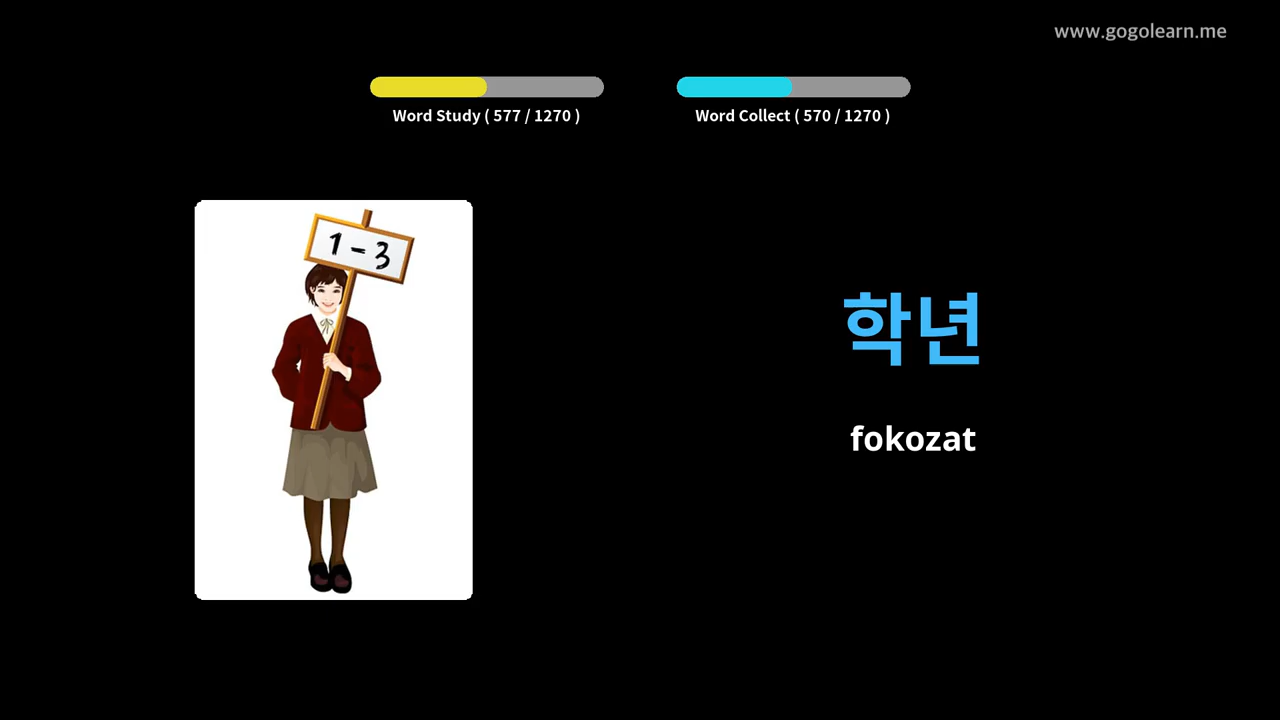 www.gogolearn.me
Word Study ( 577 / 1270 )
Word Collect ( 570 / 1270 )
1 - 3
학년
fokozat